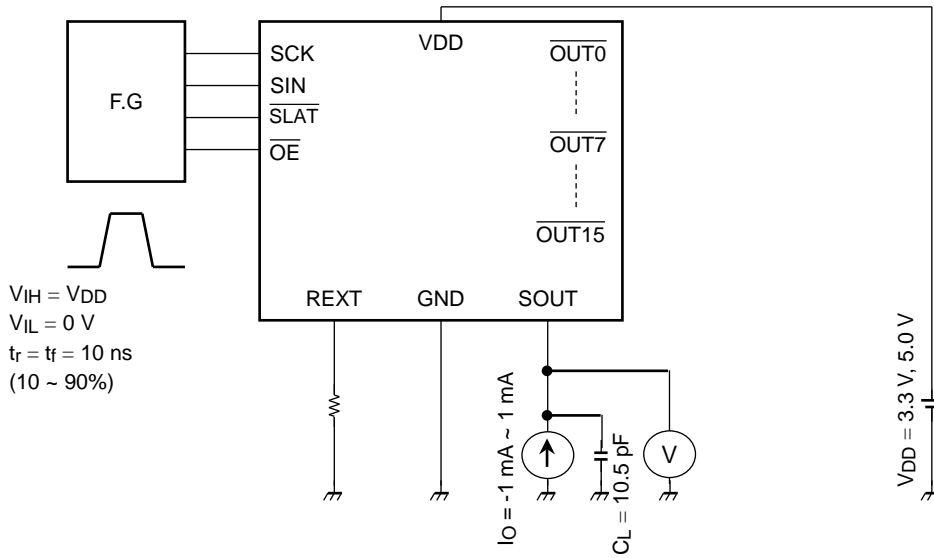 VDD
SCK
SIN
SLAT
OE
F.G
OUT0
OUT7
OUT15
REXT
GND
SOUT
VIH = VDD
VIL = 0 V
tr = tf = 10 ns
(10 ~ 90%)
IO = -1 mA ~ 1 mA
CL = 10.5 pF
V
VDD = 3.3 V, 5.0 V